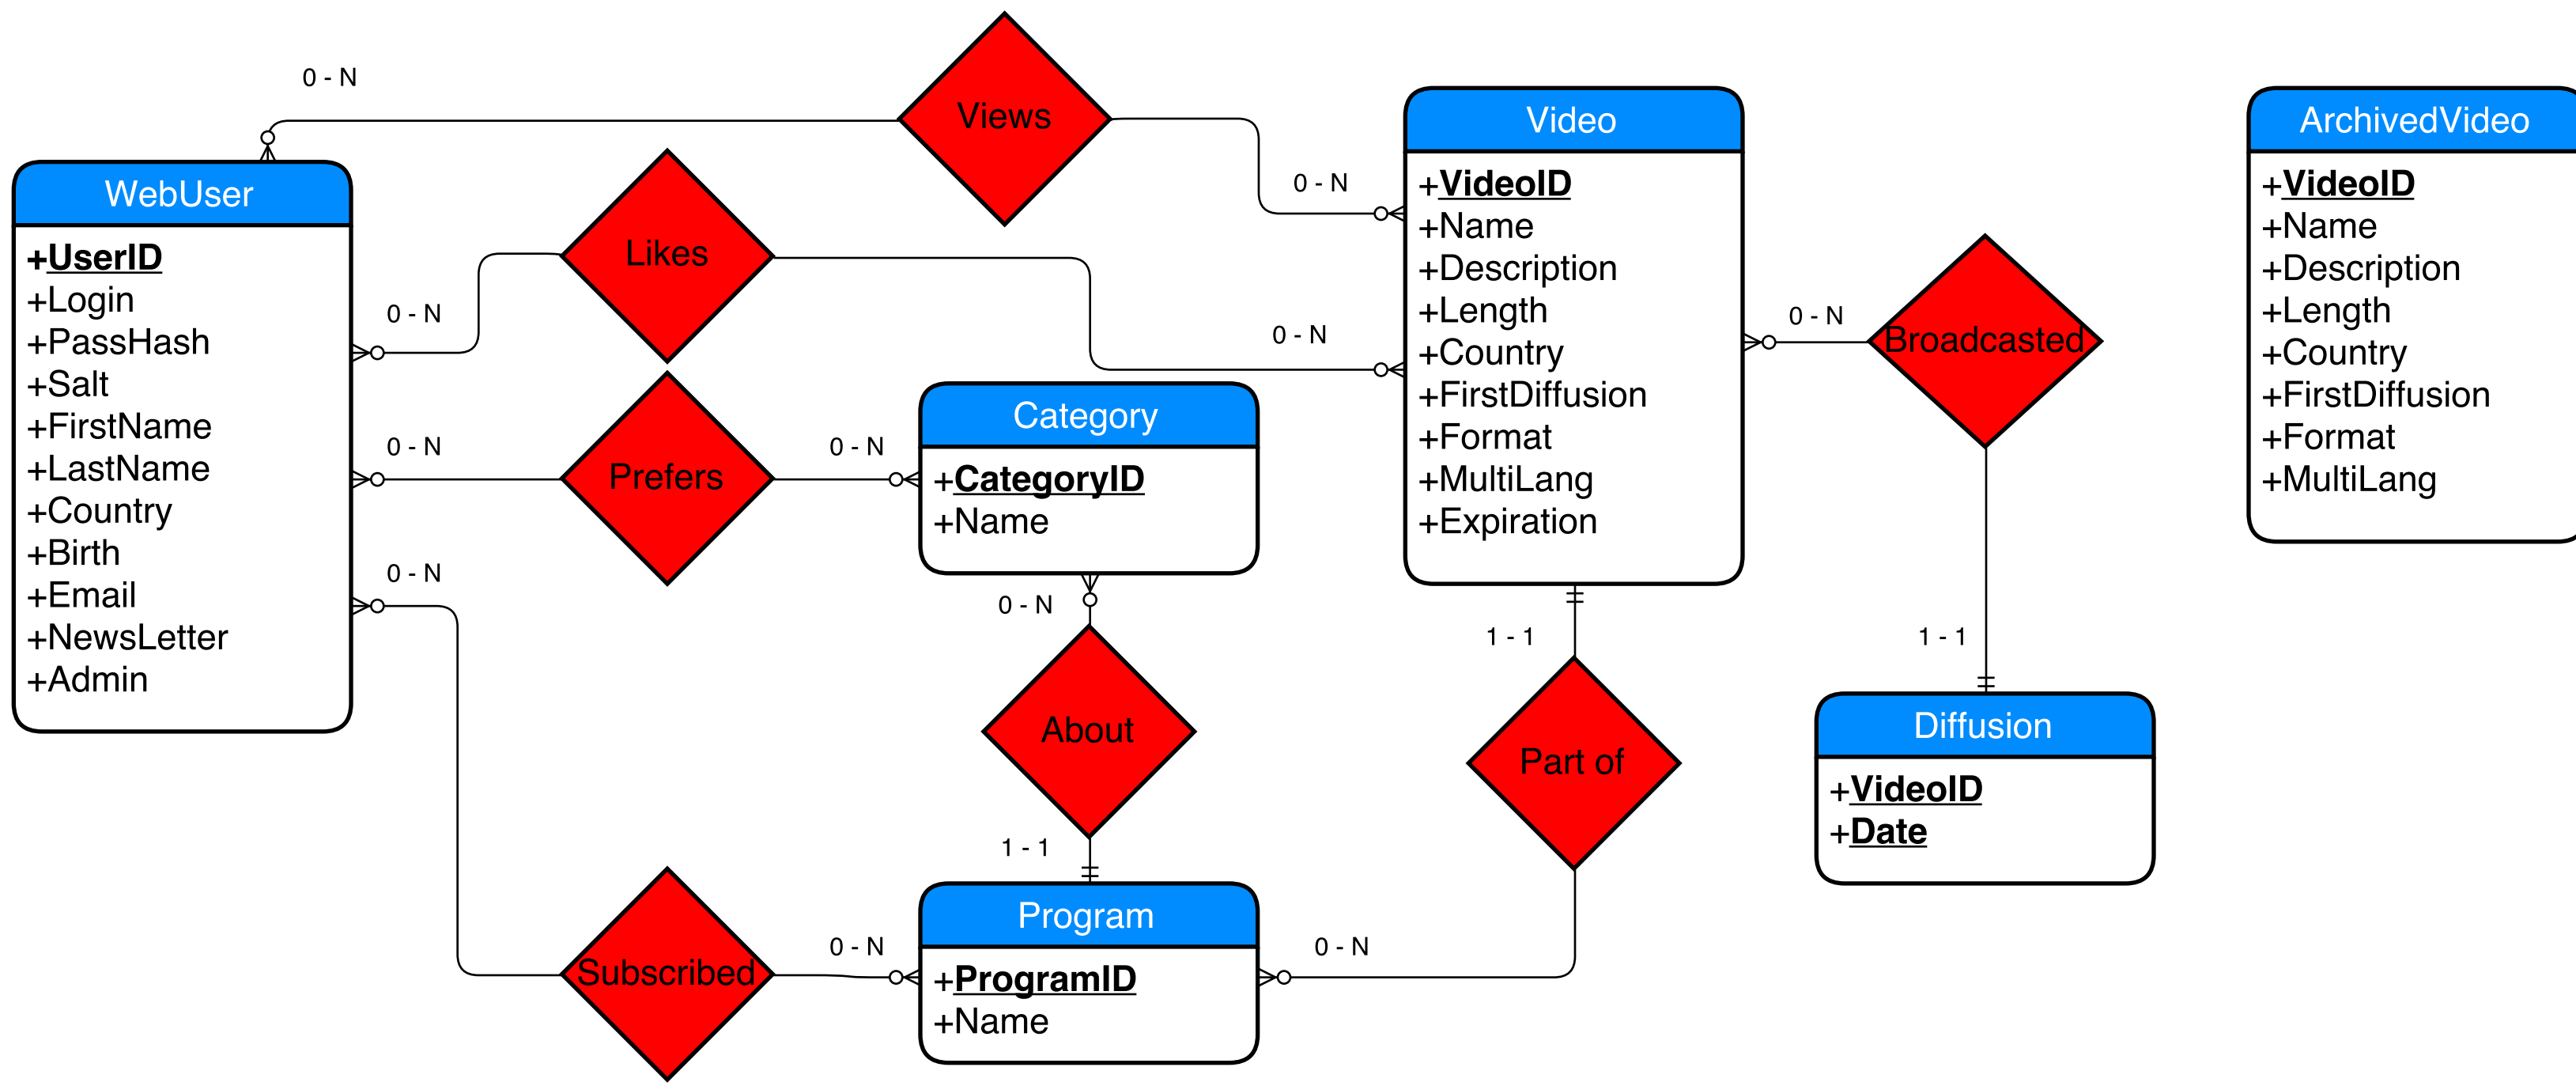 0 - N
Views
0 - N
WebUser
+UserID
+Login
+PassHash
+Salt
+FirstName
+LastName
+Country
+Birth
+Email
+NewsLetter
+Admin
0 - N
Likes
0 - N
0 - N
Prefers
0 - N
Category
+CategoryID
+Name
0 - N
About
1 - 1
0 - N
Subscribed
0 - N
Program
+ProgramID
+Name
0 - N
Part of
1 - 1
Video
+VideoID
+Name
+Description
+Length
+Country
+FirstDiffusion
+Format
+MultiLang
+Expiration
0 - N
Broadcasted
1 - 1
Diffusion
+VideoID
+Date
ArchivedVideo
+VideoID
+Name
+Description
+Length
+Country
+FirstDiffusion
+Format
+MultiLang